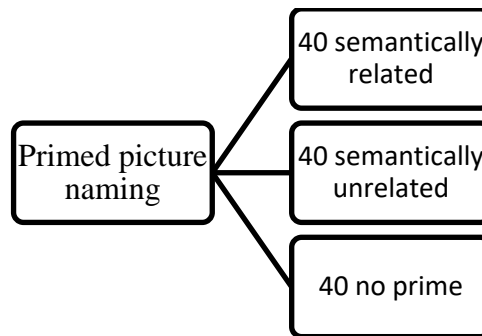 Primed picture
naming
40 semantically
related
40 semantically
unrelated
40 no prime